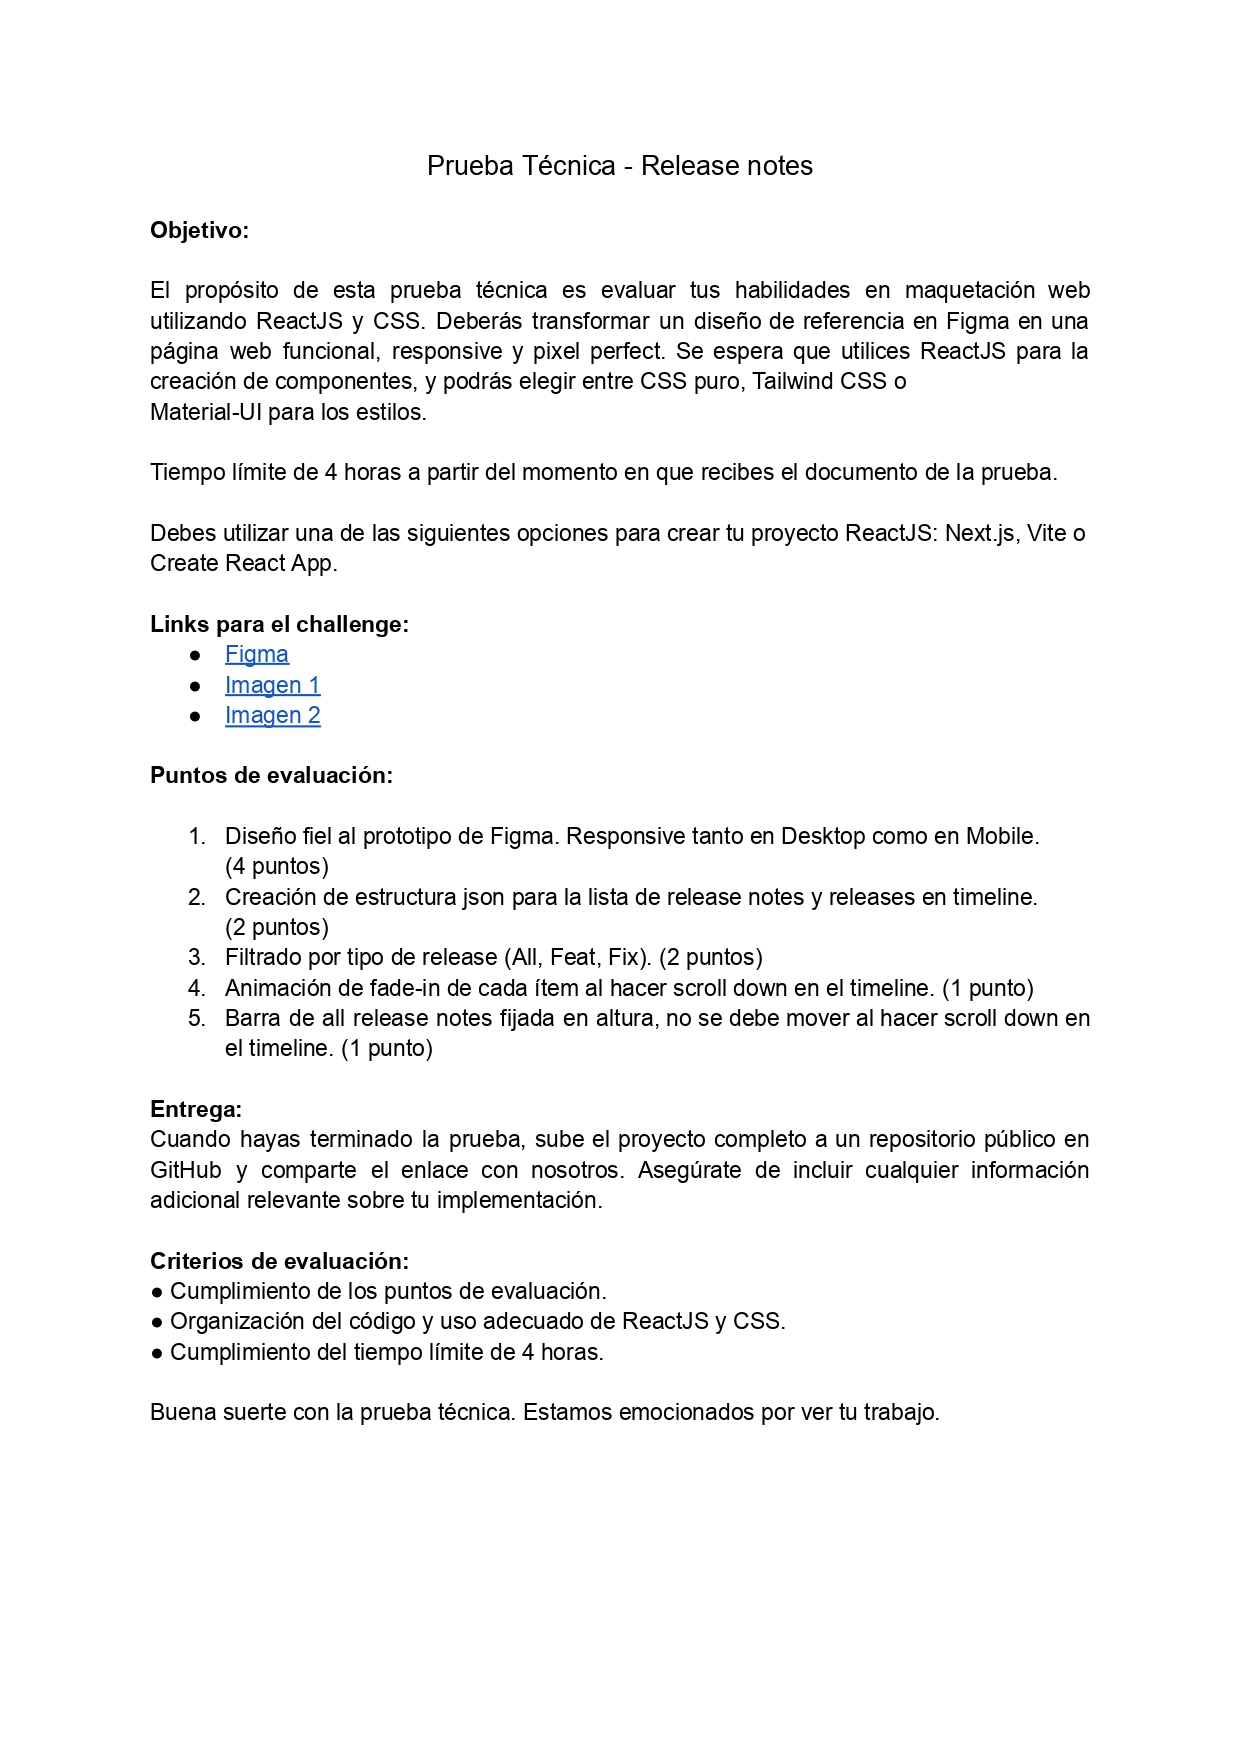 Prueba Técnica - Release notes
Objetivo:
El propósito de esta prueba técnica es evaluar tus habilidades en maquetación web
utilizando ReactJS y CSS. Deberás transformar un diseño de referencia en Figma en una
página web funcional, responsive y pixel perfect. Se espera que utilices ReactJS para la
creación de componentes, y podrás elegir entre CSS puro, Tailwind CSS o
Material-UI para los estilos.
Tiempo límite de 4 horas a partir del momento en que recibes el documento de la prueba.
Debes utilizar una de las siguientes opciones para crear tu proyecto ReactJS: Next.js, Vite o
Create React App.
Links para el challenge:
● Figma
● Imagen 1
● Imagen 2
Puntos de evaluación:
1. Diseño fiel al prototipo de Figma. Responsive tanto en Desktop como en Mobile.
(4 puntos)
2. Creación de estructura json para la lista de release notes y releases en timeline.
(2 puntos)
3. Filtrado por tipo de release (All, Feat, Fix). (2 puntos)
4. Animación de fade-in de cada ítem al hacer scroll down en el timeline. (1 punto)
5. Barra de all release notes fijada en altura, no se debe mover al hacer scroll down en
el timeline. (1 punto)
Entrega:
Cuando hayas terminado la prueba, sube el proyecto completo a un repositorio público en
GitHub y comparte el enlace con nosotros. Asegúrate de incluir cualquier información
adicional relevante sobre tu implementación.
Criterios de evaluación:
● Cumplimiento de los puntos de evaluación.
● Organización del código y uso adecuado de ReactJS y CSS.
● Cumplimiento del tiempo límite de 4 horas.
Buena suerte con la prueba técnica. Estamos emocionados por ver tu trabajo.